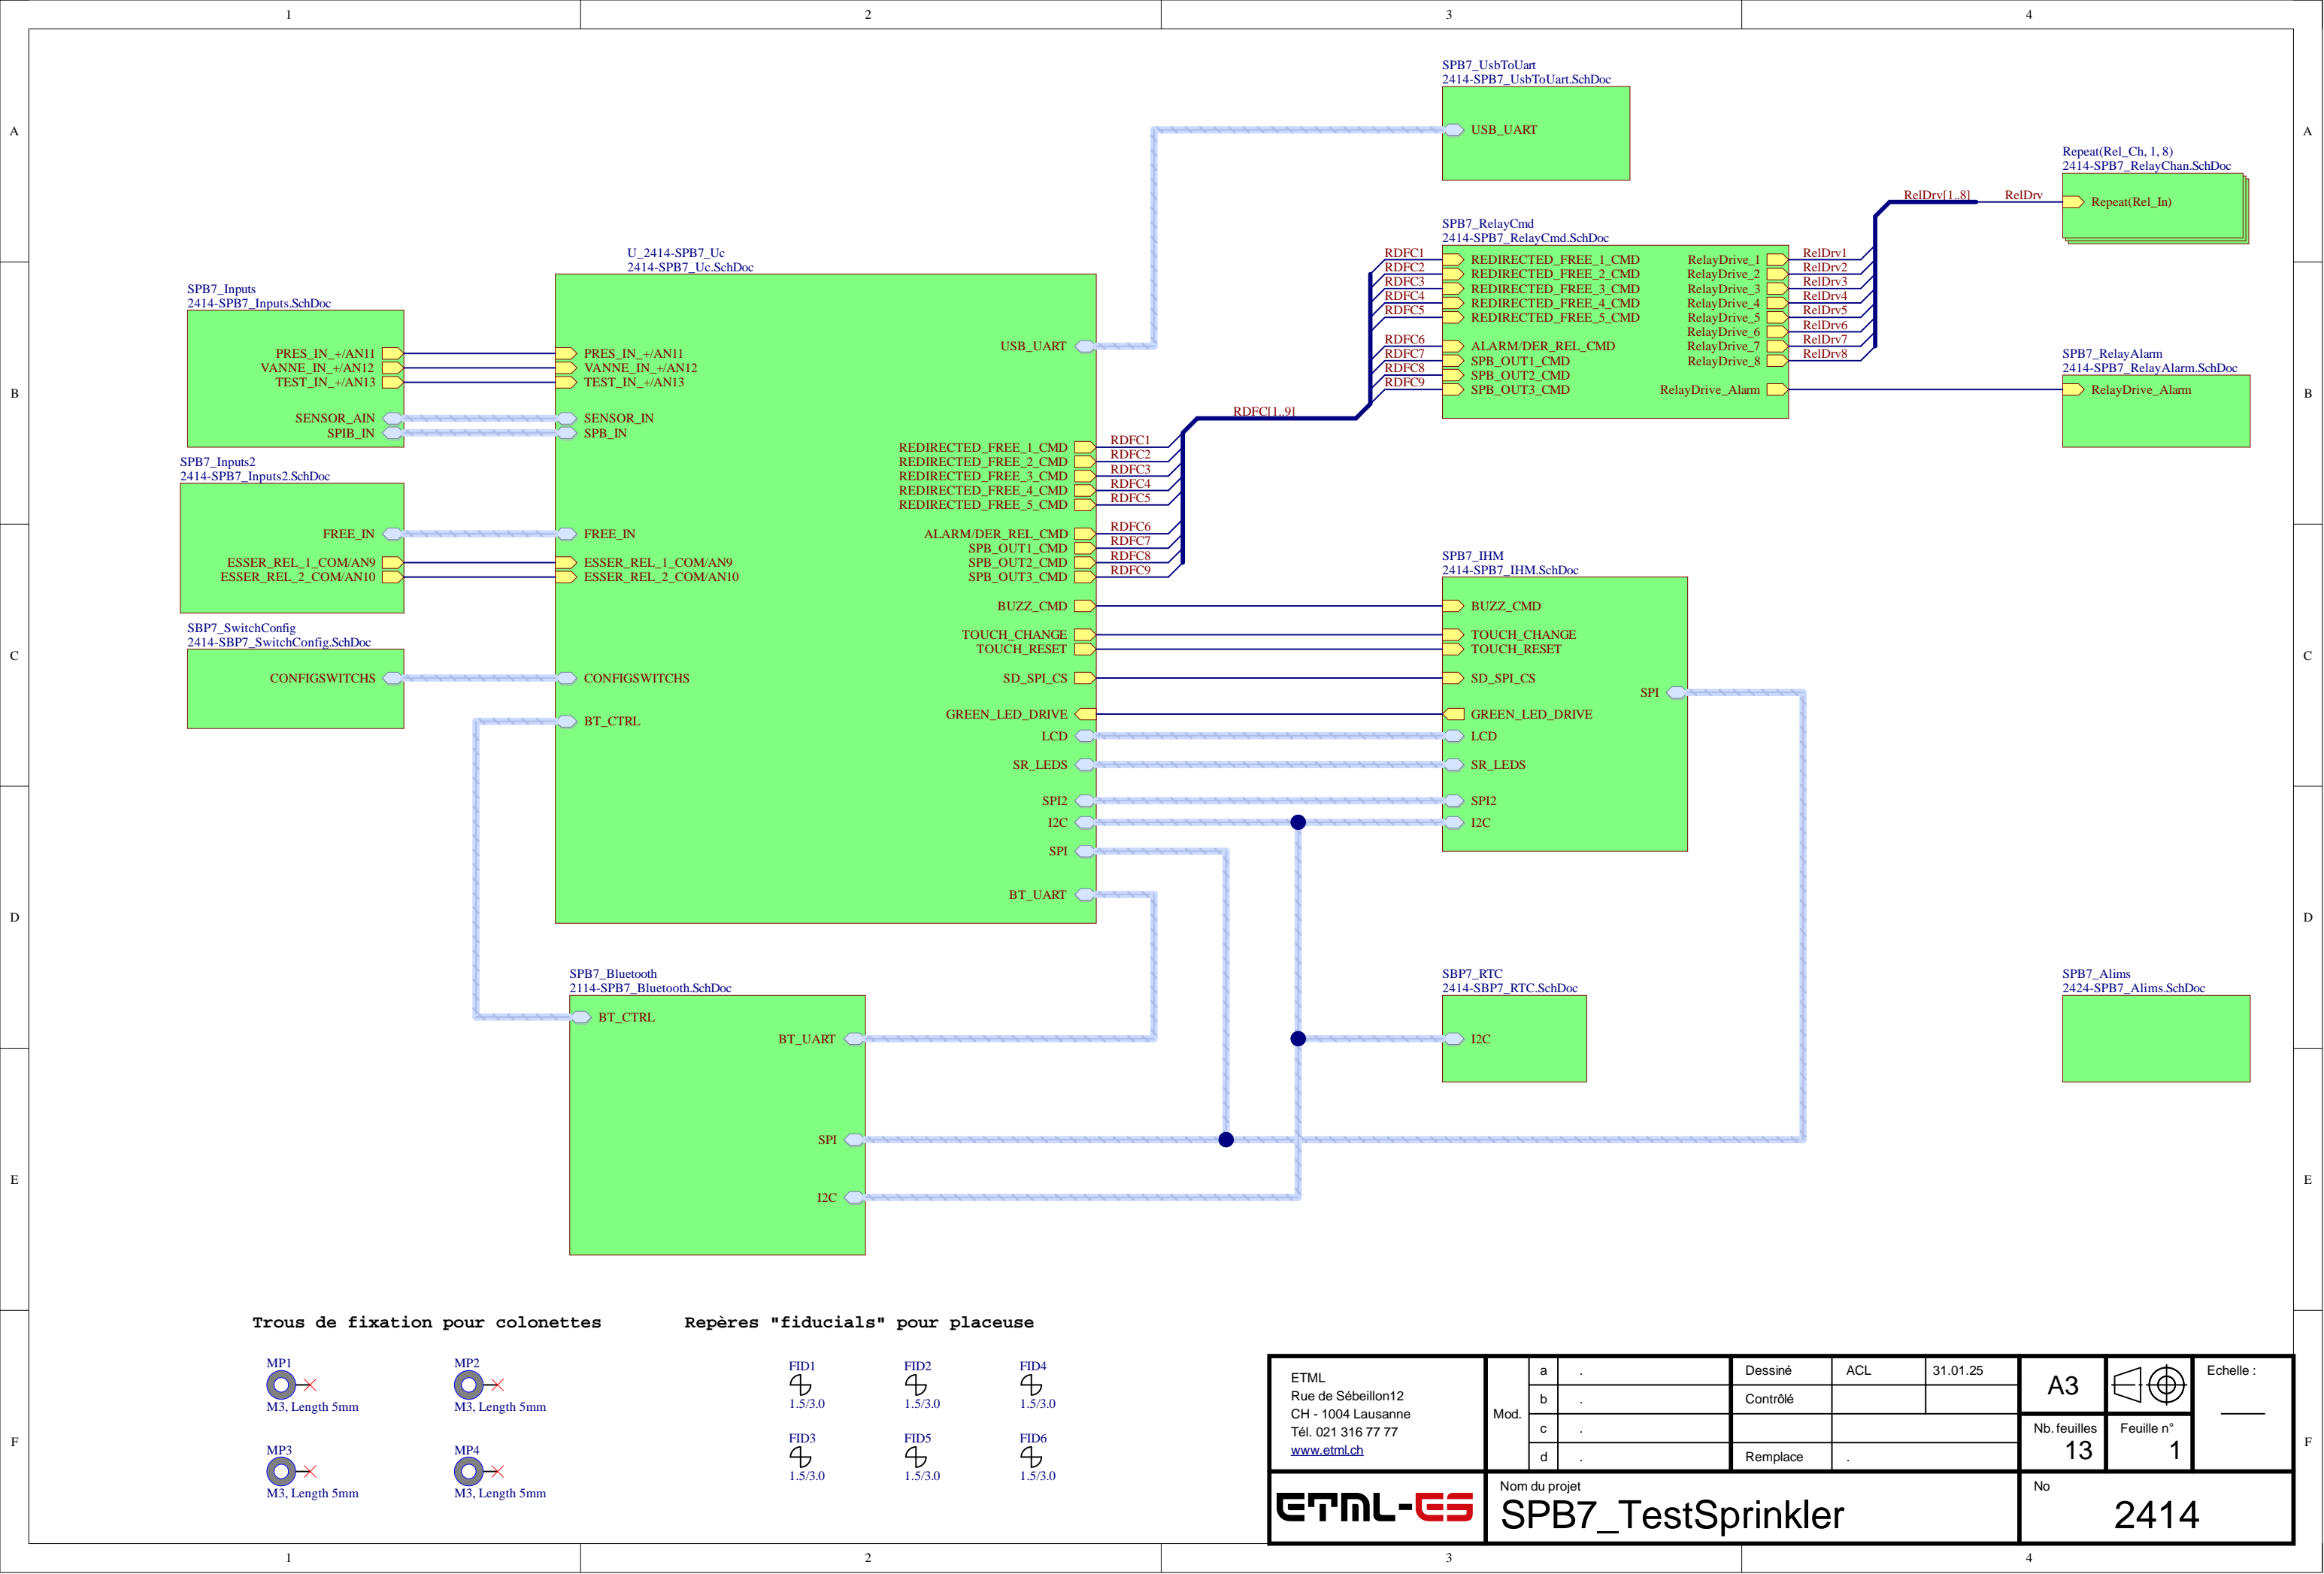 1 2 3 4
A A
B B
C C
D D
E E
F F
SPB7_UsbToUart
2414-SPB7_UsbToUart.SchDoc
USB_UART
Repeat(Rel_Ch, 1, 8)
2414-SPB7_RelayChan.SchDoc
Repeat(Rel_In)
RelDrv[1..8] RelDrv
SPB7_RelayCmd
2414-SPB7_RelayCmd.SchDoc
RDFC1 REDIRECTED_FREE_1_CMD RelayDrive_1 RelDrv1
RDFC2 REDIRECTED_FREE_2_CMD RelayDrive_2 RelDrv2
RDFC3 REDIRECTED_FREE_3_CMD RelayDrive_3 RelDrv3
RDFC4 REDIRECTED_FREE_4_CMD RelayDrive_4 RelDrv4
RDFC5 REDIRECTED_FREE_5_CMD RelayDrive_5 RelDrv5
RelayDrive_6 RelDrv6
RDFC6 ALARM/DER_REL_CMD RelayDrive_7 RelDrv7
RDFC7 SPB_OUT1_CMD RelayDrive_8 RelDrv8
RDFC8 SPB_OUT2_CMD
RDFC9 SPB_OUT3_CMD RelayDrive_Alarm
SPB7_RelayAlarm
2414-SPB7_RelayAlarm.SchDoc
RelayDrive_Alarm
RDFC[1..9]
U_2414-SPB7_Uc
2414-SPB7_Uc.SchDoc
SPB7_Inputs
2414-SPB7_Inputs.SchDoc
PRES_IN_+/AN11 PRES_IN_+/AN11
VANNE_IN_+/AN12 VANNE_IN_+/AN12
TEST_IN_+/AN13 TEST_IN_+/AN13
SENSOR_AIN SENSOR_IN
SPIB_IN SPB_IN
USB_UART
SPB7_Inputs2
2414-SPB7_Inputs2.SchDoc
FREE_IN FREE_IN
ESSER_REL_1_COM/AN9 ESSER_REL_1_COM/AN9
ESSER_REL_2_COM/AN10 ESSER_REL_2_COM/AN10
REDIRECTED_FREE_1_CMD RDFC1
REDIRECTED_FREE_2_CMD RDFC2
REDIRECTED_FREE_3_CMD RDFC3
REDIRECTED_FREE_4_CMD RDFC4
REDIRECTED_FREE_5_CMD RDFC5
ALARM/DER_REL_CMD RDFC6
SPB_OUT1_CMD RDFC7
SPB_OUT2_CMD RDFC8
SPB_OUT3_CMD RDFC9
SBP7_SwitchConfig
2414-SBP7_SwitchConfig.SchDoc
CONFIGSWITCHS CONFIGSWITCHS
BT_CTRL
SPB7_IHM
2414-SPB7_IHM.SchDoc
BUZZ_CMD BUZZ_CMD
TOUCH_CHANGE TOUCH_CHANGE
TOUCH_RESET TOUCH_RESET
SD_SPI_CS SD_SPI_CS
SPI
GREEN_LED_DRIVE GREEN_LED_DRIVE
LCD LCD
SR_LEDS SR_LEDS
SPI2 SPI2
I2C I2C
SPI
BT_UART
SPB7_Bluetooth
2114-SPB7_Bluetooth.SchDoc
BT_CTRL
BT_UART
SPI
I2C
SBP7_RTC
2414-SBP7_RTC.SchDoc
I2C
SPB7_Alims
2424-SPB7_Alims.SchDoc
Trous de fixation pour colonettes
MP1 MP2
M3, Length 5mm M3, Length 5mm
MP3 MP4
M3, Length 5mm M3, Length 5mm
Repères "fiducials" pour placeuse
FID1 FID2 FID4
1.5/3.0 1.5/3.0 1.5/3.0
FID3 FID5 FID6
1.5/3.0 1.5/3.0 1.5/3.0
ETML
Rue de Sébeillon12
CH - 1004 Lausanne
Tél. 021 316 77 77
www.etml.ch
Mod.
a . Dessiné ACL 31.01.25
b . Contrôlé
c .
d . Remplace .
A3
Echelle :
Nb. feuilles Feuille n°
13 1
ETML-ES
Nom du projet
SPB7_TestSprinkler
No
2414
1 2 3 4